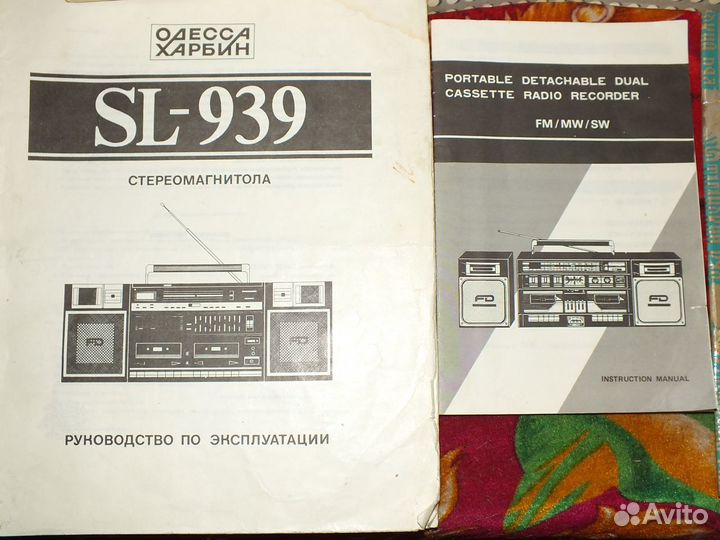 ОДЕССА
ХАРБИН
SL-939
СТЕРЕОМАГНИТОЛА
FD
FD
РУКОВОДСТВО ПО ЭКСПЛУАТАЦИИ
PORTABLE DETACHABLE DUAL
CASSETTE RADIO RECORDER
FM/MW/SW
FD
FD
INSTRUCTION MANUAL
Avito